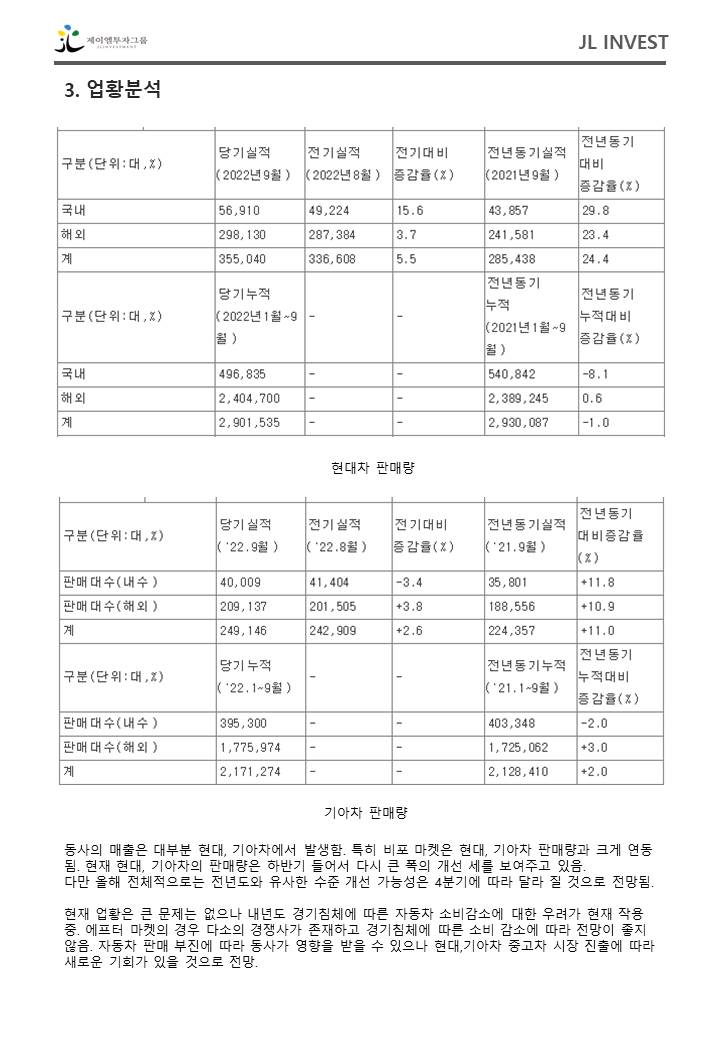 제이엘투자그룹
JLINVESTMENT
JL INVEST
3. 업황분석
구분(단위:대,%) 당기실적 (2022년9월) 전기실적 (2022년8월) 전기대비 증감율(%) 전년동기실적 (2021년9월) 전년동기 대비 증감율(%)
국내 56,910 49,224 15.6 43,857 29.8
해외 298,130 287,384 3.7 241,581 23.4
계 355,040 336,608 5.5 285,438 24.4
구분(단위:대,%) 당기누적 (2022년1월~9월) - - 전년동기 누적 (2021년1월~9월) 전년동기 누적대비 증감율(%)
국내 496,835 - - 540,842 -8.1
해외 2,404,700 - - 2,389,245 0.6
계 2,901,535 - - 2,930,087 -1.0
현대차 판매량
구분(단위:대,%) 당기실적 ('22.9월) 전기실적 ('22.8월) 전기대비 증감율(%) 전년동기실적 ('21.9월) 전년동기 대비증감율 (%)
판매대수(내수) 40,009 41,404 -3.4 35,801 +11.8
판매대수(해외) 209,137 201,505 +3.8 188,556 +10.9
계 249,146 242,909 +2.6 224,357 +11.0
구분(단위:대,%) 당기누적 ('22.1~9월) - - 전년동기누적 ('21.1~9월) 전년동기 누적대비 증감율(%)
판매대수(내수) 395,300 - - 403,348 -2.0
판매대수(해외) 1,775,974 - - 1,725,062 +3.0
계 2,171,274 - - 2,128,410 +2.0
기아차 판매량
동사의 매출은 대부분 현대, 기아차에서 발생함. 특히 비포 마켓은 현대, 기아차 판매량과 크게 연동
됨. 현재 현대, 기아차의 판매량은 하반기 들어서 다시 큰 폭의 개선 세를 보여주고 있음.
다만 올해 전체적으로는 전년도와 유사한 수준 개선 가능성은 4분기에 따라 달라 질 것으로 전망됨.
현재 업황은 큰 문제는 없으나 내년도 경기침체에 따른 자동차 소비감소에 대한 우려가 현재 작용
중. 에프터 마켓의 경우 다소의 경쟁사가 존재하고 경기침체에 따른 소비 감소에 따라 전망이 좋지
않음. 자동차 판매 부진에 따라 동사가 영향을 받을 수 있으나 현대,기아차 중고차 시장 진출에 따라
새로운 기회가 있을 것으로 전망.